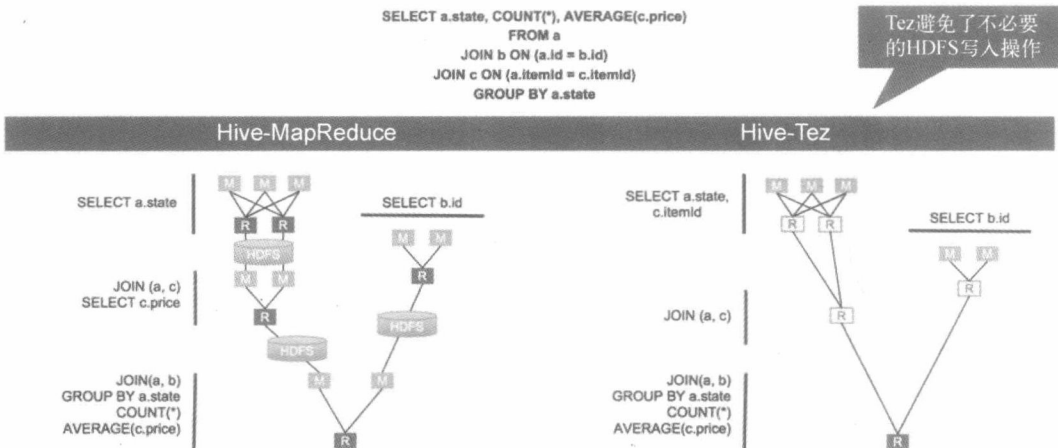 SELECT a.state, COUNT(*), AVERAGE(c.price)
FROM a
JOIN b ON (a.id = b.id)
JOIN c ON (a.itemId = c.itemId)
GROUP BY a.state
Tez避免了不必要
的HDFS写入操作
Hive-MapReduce
Hive-Tez
SELECT a.state
M M M
R R
HDFS
M M
SELECT b.id
M M
R
JOIN (a, c)
SELECT c.price
R
HDFS
HDFS
JOIN(a, b)
GROUP BY a.state
COUNT(*)
AVERAGE(c.price)
M M
R
SELECT a.state,
c.itemId
M M M
R R
SELECT b.id
M M
R
JOIN (a, c)
R
JOIN(a, b)
GROUP BY a.state
COUNT(*)
AVERAGE(c.price)
R